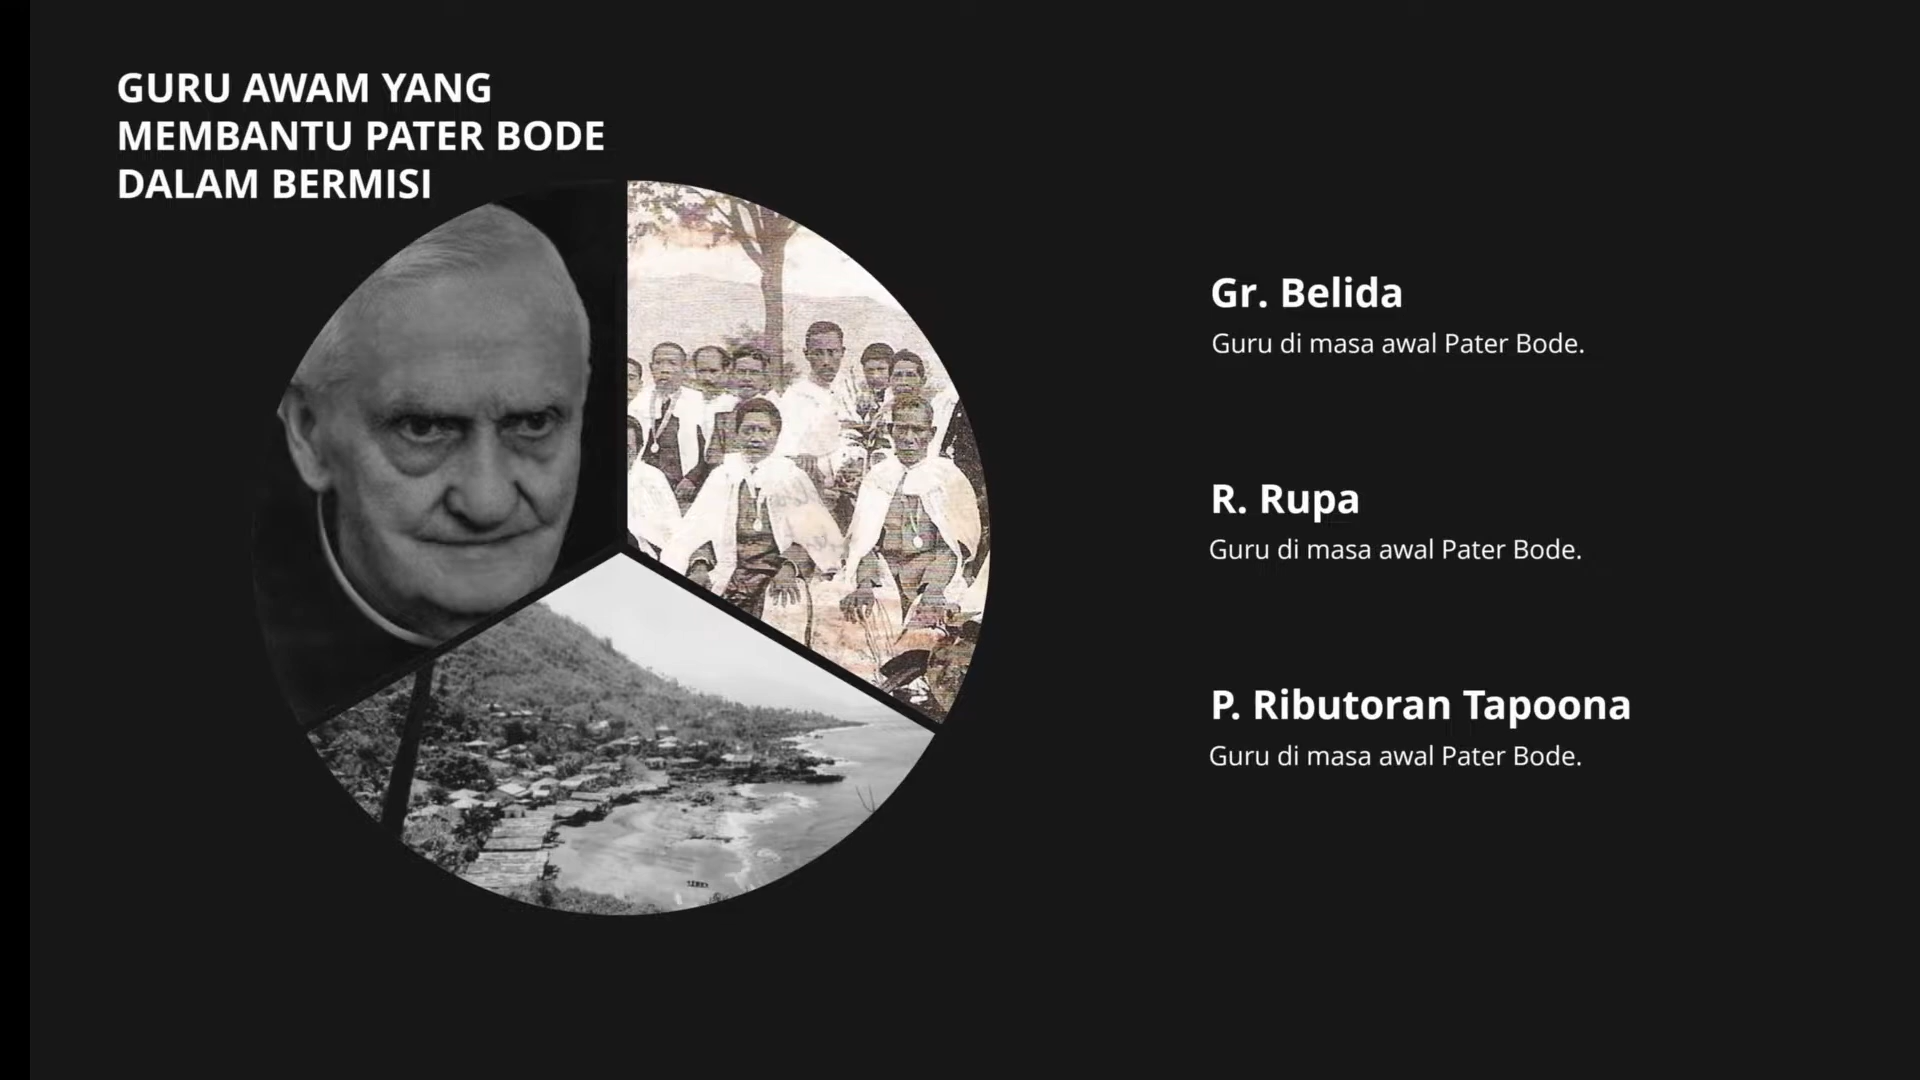 GURU AWAM YANG
MEMBANTU PATER BODE
DALAM BERMISI
Gr. Belida
Guru di masa awal Pater Bode.
R. Rupa
Guru di masa awal Pater Bode.
P. Ributoran Tapoona
Guru di masa awal Pater Bode.